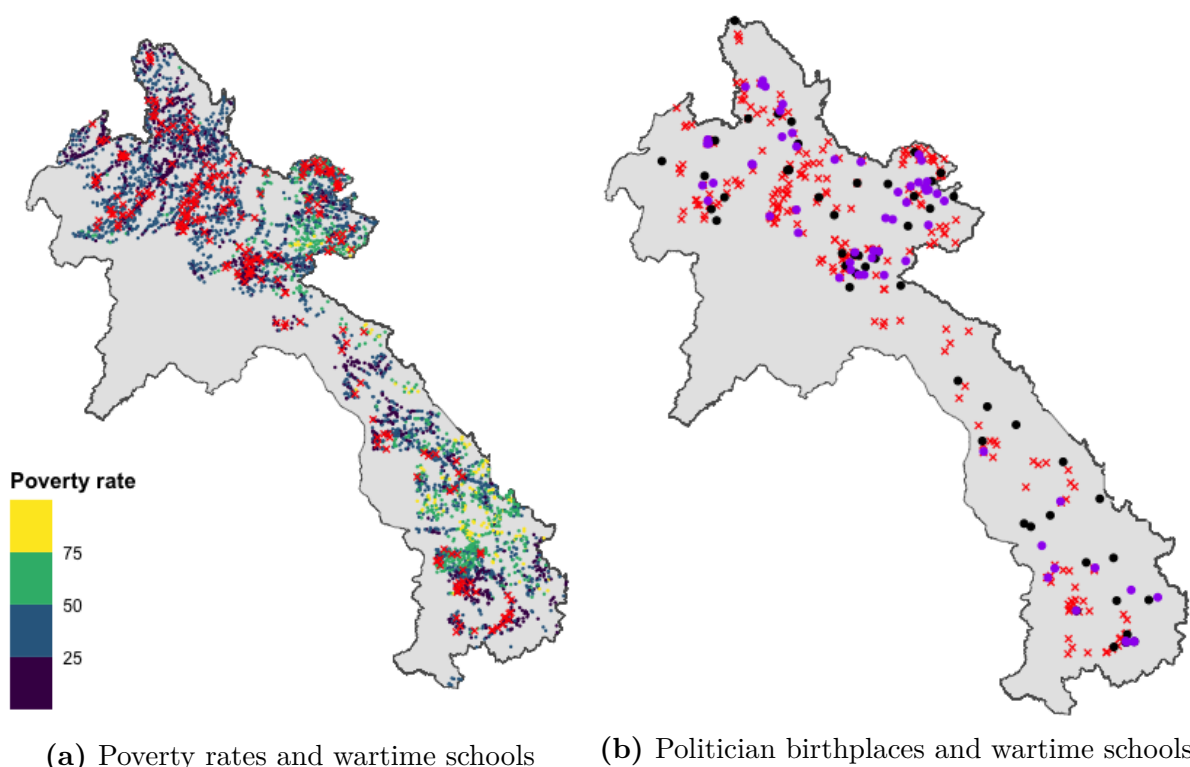 Poverty rate
75
50
25
(a) Poverty rates and wartime schools
(b) Politician birthplaces and wartime schools